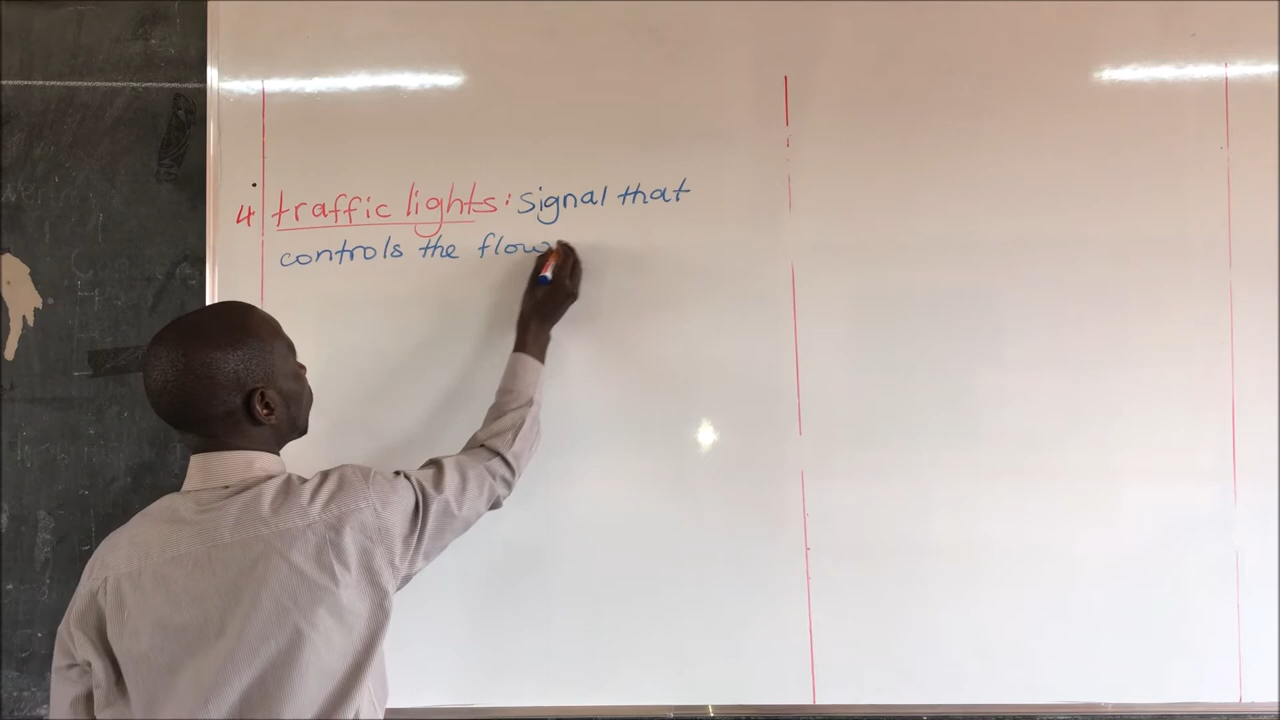 4 traffic lights: signal that
controls the flow